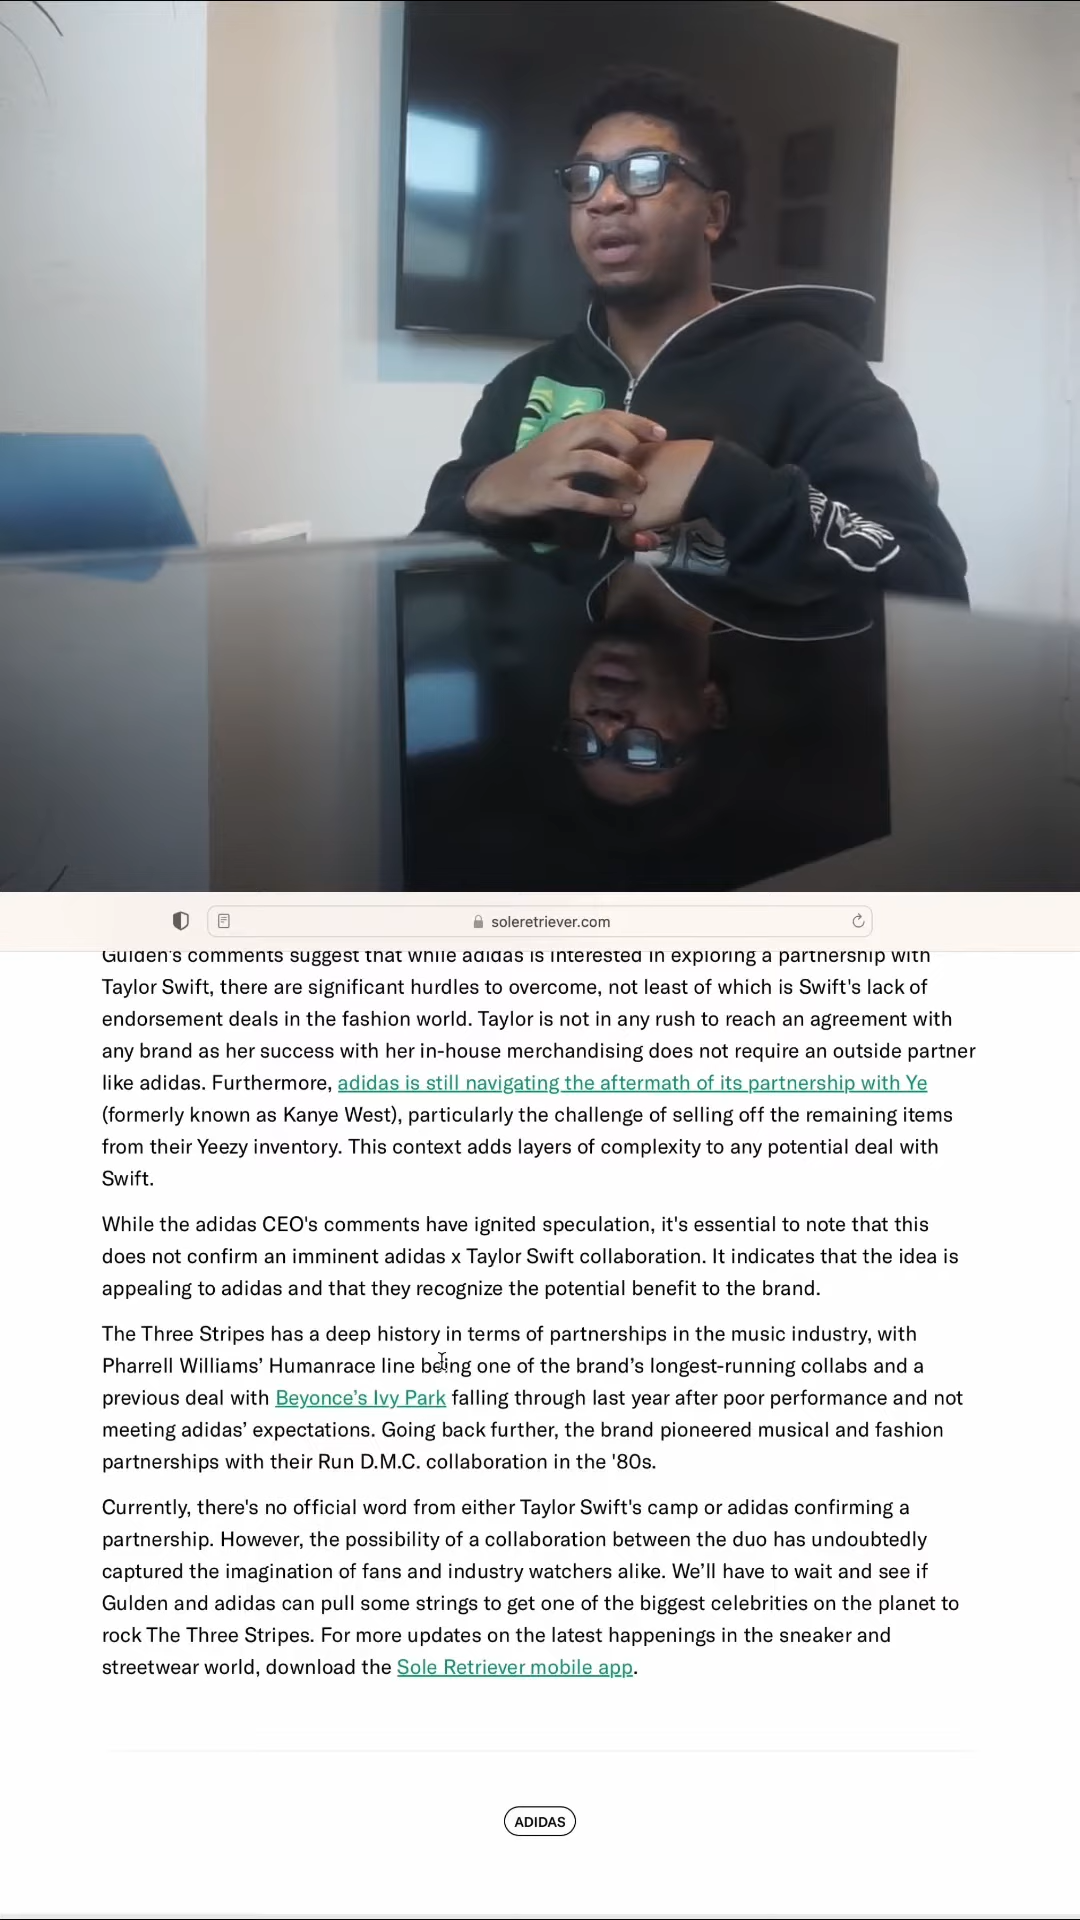 soleretriever.com
Gulden's comments suggest that while adidas is interested in exploring a partnership with
Taylor Swift, there are significant hurdles to overcome, not least of which is Swift's lack of
endorsement deals in the fashion world. Taylor is not in any rush to reach an agreement with
any brand as her success with her in-house merchandising does not require an outside partner
like adidas. Furthermore, adidas is still navigating the aftermath of its partnership with Ye
(formerly known as Kanye West), particularly the challenge of selling off the remaining items
from their Yeezy inventory. This context adds layers of complexity to any potential deal with
Swift.
While the adidas CEO's comments have ignited speculation, it's essential to note that this
does not confirm an imminent adidas x Taylor Swift collaboration. It indicates that the idea is
appealing to adidas and that they recognize the potential benefit to the brand.
The Three Stripes has a deep history in terms of partnerships in the music industry, with
Pharrell Williams’ Humanrace line being one of the brand’s longest-running collabs and a
previous deal with Beyonce’s Ivy Park falling through last year after poor performance and not
meeting adidas’ expectations. Going back further, the brand pioneered musical and fashion
partnerships with their Run D.M.C. collaboration in the '80s.
Currently, there's no official word from either Taylor Swift's camp or adidas confirming a
partnership. However, the possibility of a collaboration between the duo has undoubtedly
captured the imagination of fans and industry watchers alike. We’ll have to wait and see if
Gulden and adidas can pull some strings to get one of the biggest celebrities on the planet to
rock The Three Stripes. For more updates on the latest happenings in the sneaker and
streetwear world, download the Sole Retriever mobile app.
ADIDAS